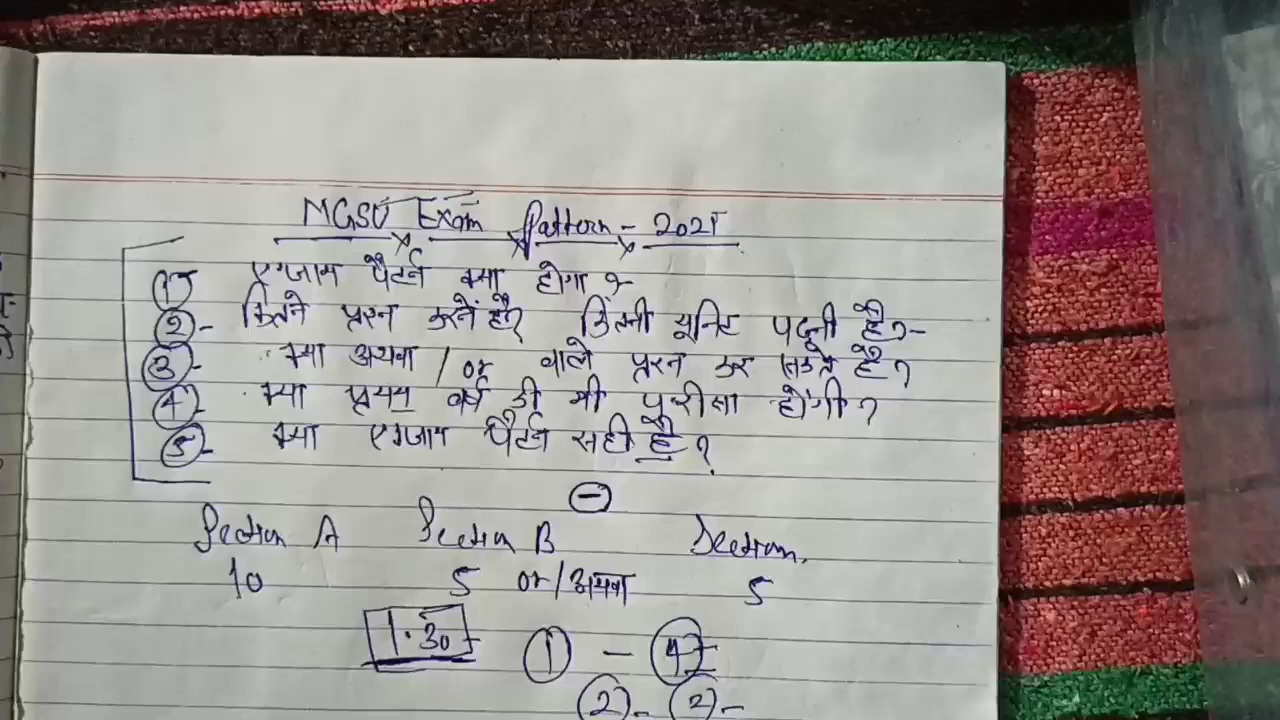 MGSU Exam Pattern - 2021
① एग्जाम पैटर्न क्या होगा ?-
②- कितने प्रश्न करने है? कितनी यूनिट पढ़नी है?-
③- क्या अथवा / or वाले प्रश्न कर सकते है?
④- क्या प्रथम वर्ष की भी परीक्षा होगी?
⑤- क्या एग्जाम पैटर्न सही है?
Section A Section B Section.
10 5 or/अथवा 5
1.30
① - ④
②- ②-